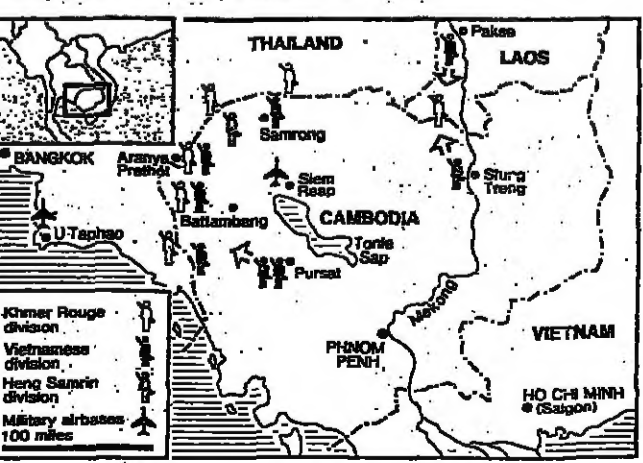 THAILAND
Pakse
LAOS
Samrong
BANGKOK
Aranya
Prathet
Siem
Reap
Stung
Treng
U Taphao
Battambang
CAMBODIA
Tonle
Sap
Pursat
Mekong
Khmer Rouge
division
Vietnamese
division
Heng Samrin
division
Military airbases
100 miles
PHNOM
PENH
VIETNAM
HO CHI MINH
(Saigon)